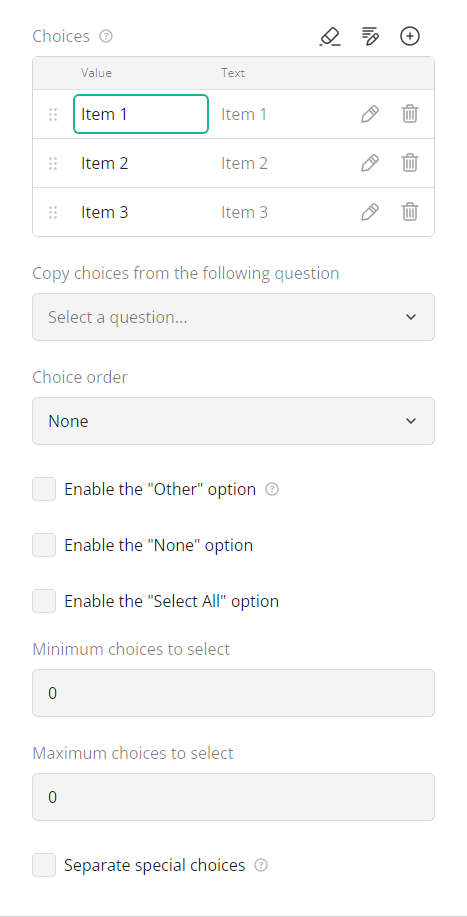 Choices
Value Text
Item 1 Item 1
Item 2 Item 2
Item 3 Item 3
Copy choices from the following question
Select a question...
Choice order
None
Enable the "Other" option
Enable the "None" option
Enable the "Select All" option
Minimum choices to select
0
Maximum choices to select
0
Separate special choices